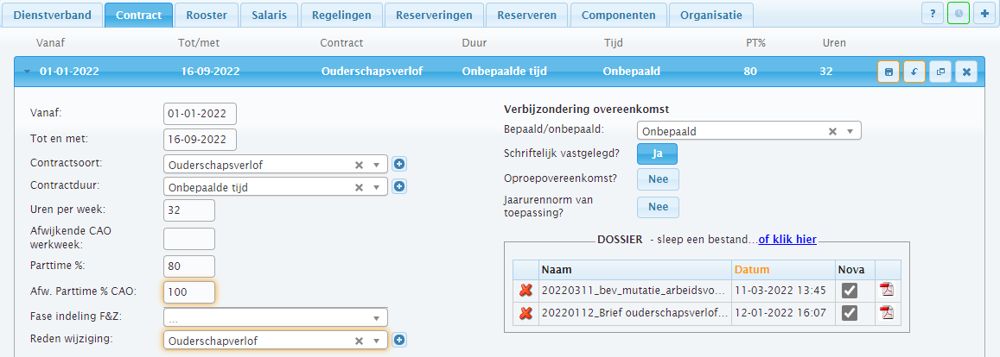 Dienstverband Contract Rooster Salaris Regelingen Reserveringen Reserveren Componenten Organisatie ?
Vanaf Tot/met Contract Duur Tijd PT% Uren
01-01-2022 16-09-2022 Ouderschapsverlof Onbepaalde tijd Onbepaald 80 32
Vanaf: 01-01-2022
Tot en met: 16-09-2022
Contractsoort: Ouderschapsverlof
Contractduur: Onbepaalde tijd
Uren per week: 32
Afwijkende CAO
werkweek:
Parttime %: 80
Afw. Parttime % CAO: 100
Fase indeling F&Z: ...
Reden wijziging: Ouderschapverlof
Verbijzondering overeenkomst
Bepaald/onbepaald: Onbepaald
Schriftelijk vastgelegd? Ja
Oproepovereenkomst? Nee
Jaarurennorm van
toepassing? Nee
DOSSIER - sleep een bestand...of klik hier
Naam Datum Nova
20220311_bev_mutatie_arbeidsvo... 11-03-2022 13:45
20220112_Brief ouderschapsverlof... 12-01-2022 16:07